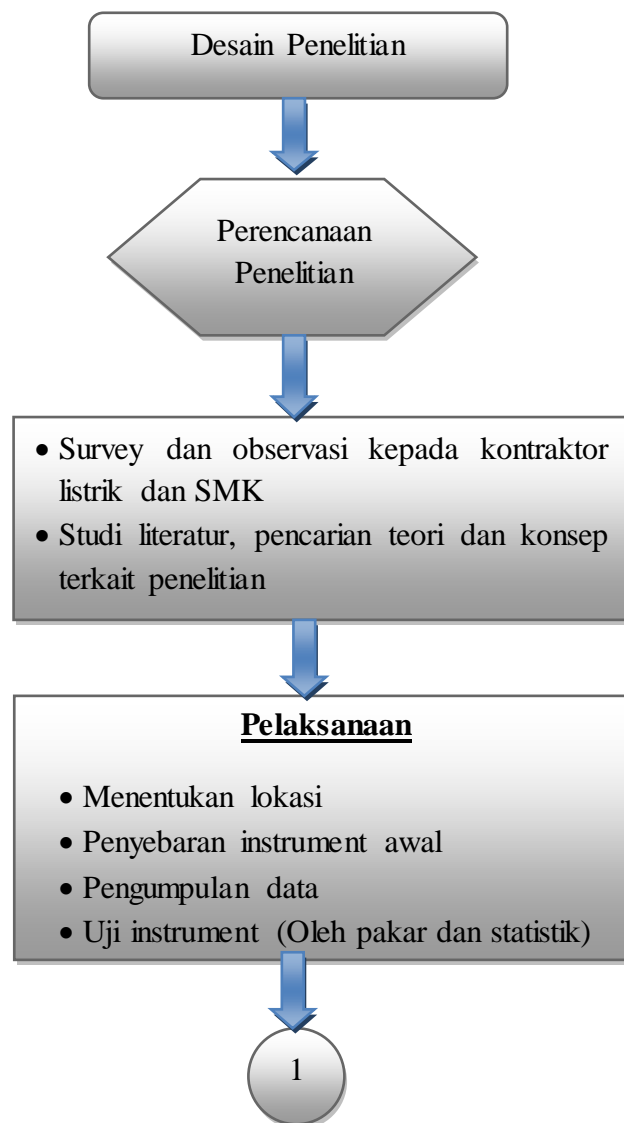 Desain Penelitian
Perencanaan
Penelitian
• Survey dan observasi kepada kontraktor
listrik dan SMK
• Studi literatur, pencarian teori dan konsep
terkait penelitian
Pelaksanaan
• Menentukan lokasi
• Penyebaran instrument awal
• Pengumpulan data
• Uji instrument (Oleh pakar dan statistik)
1